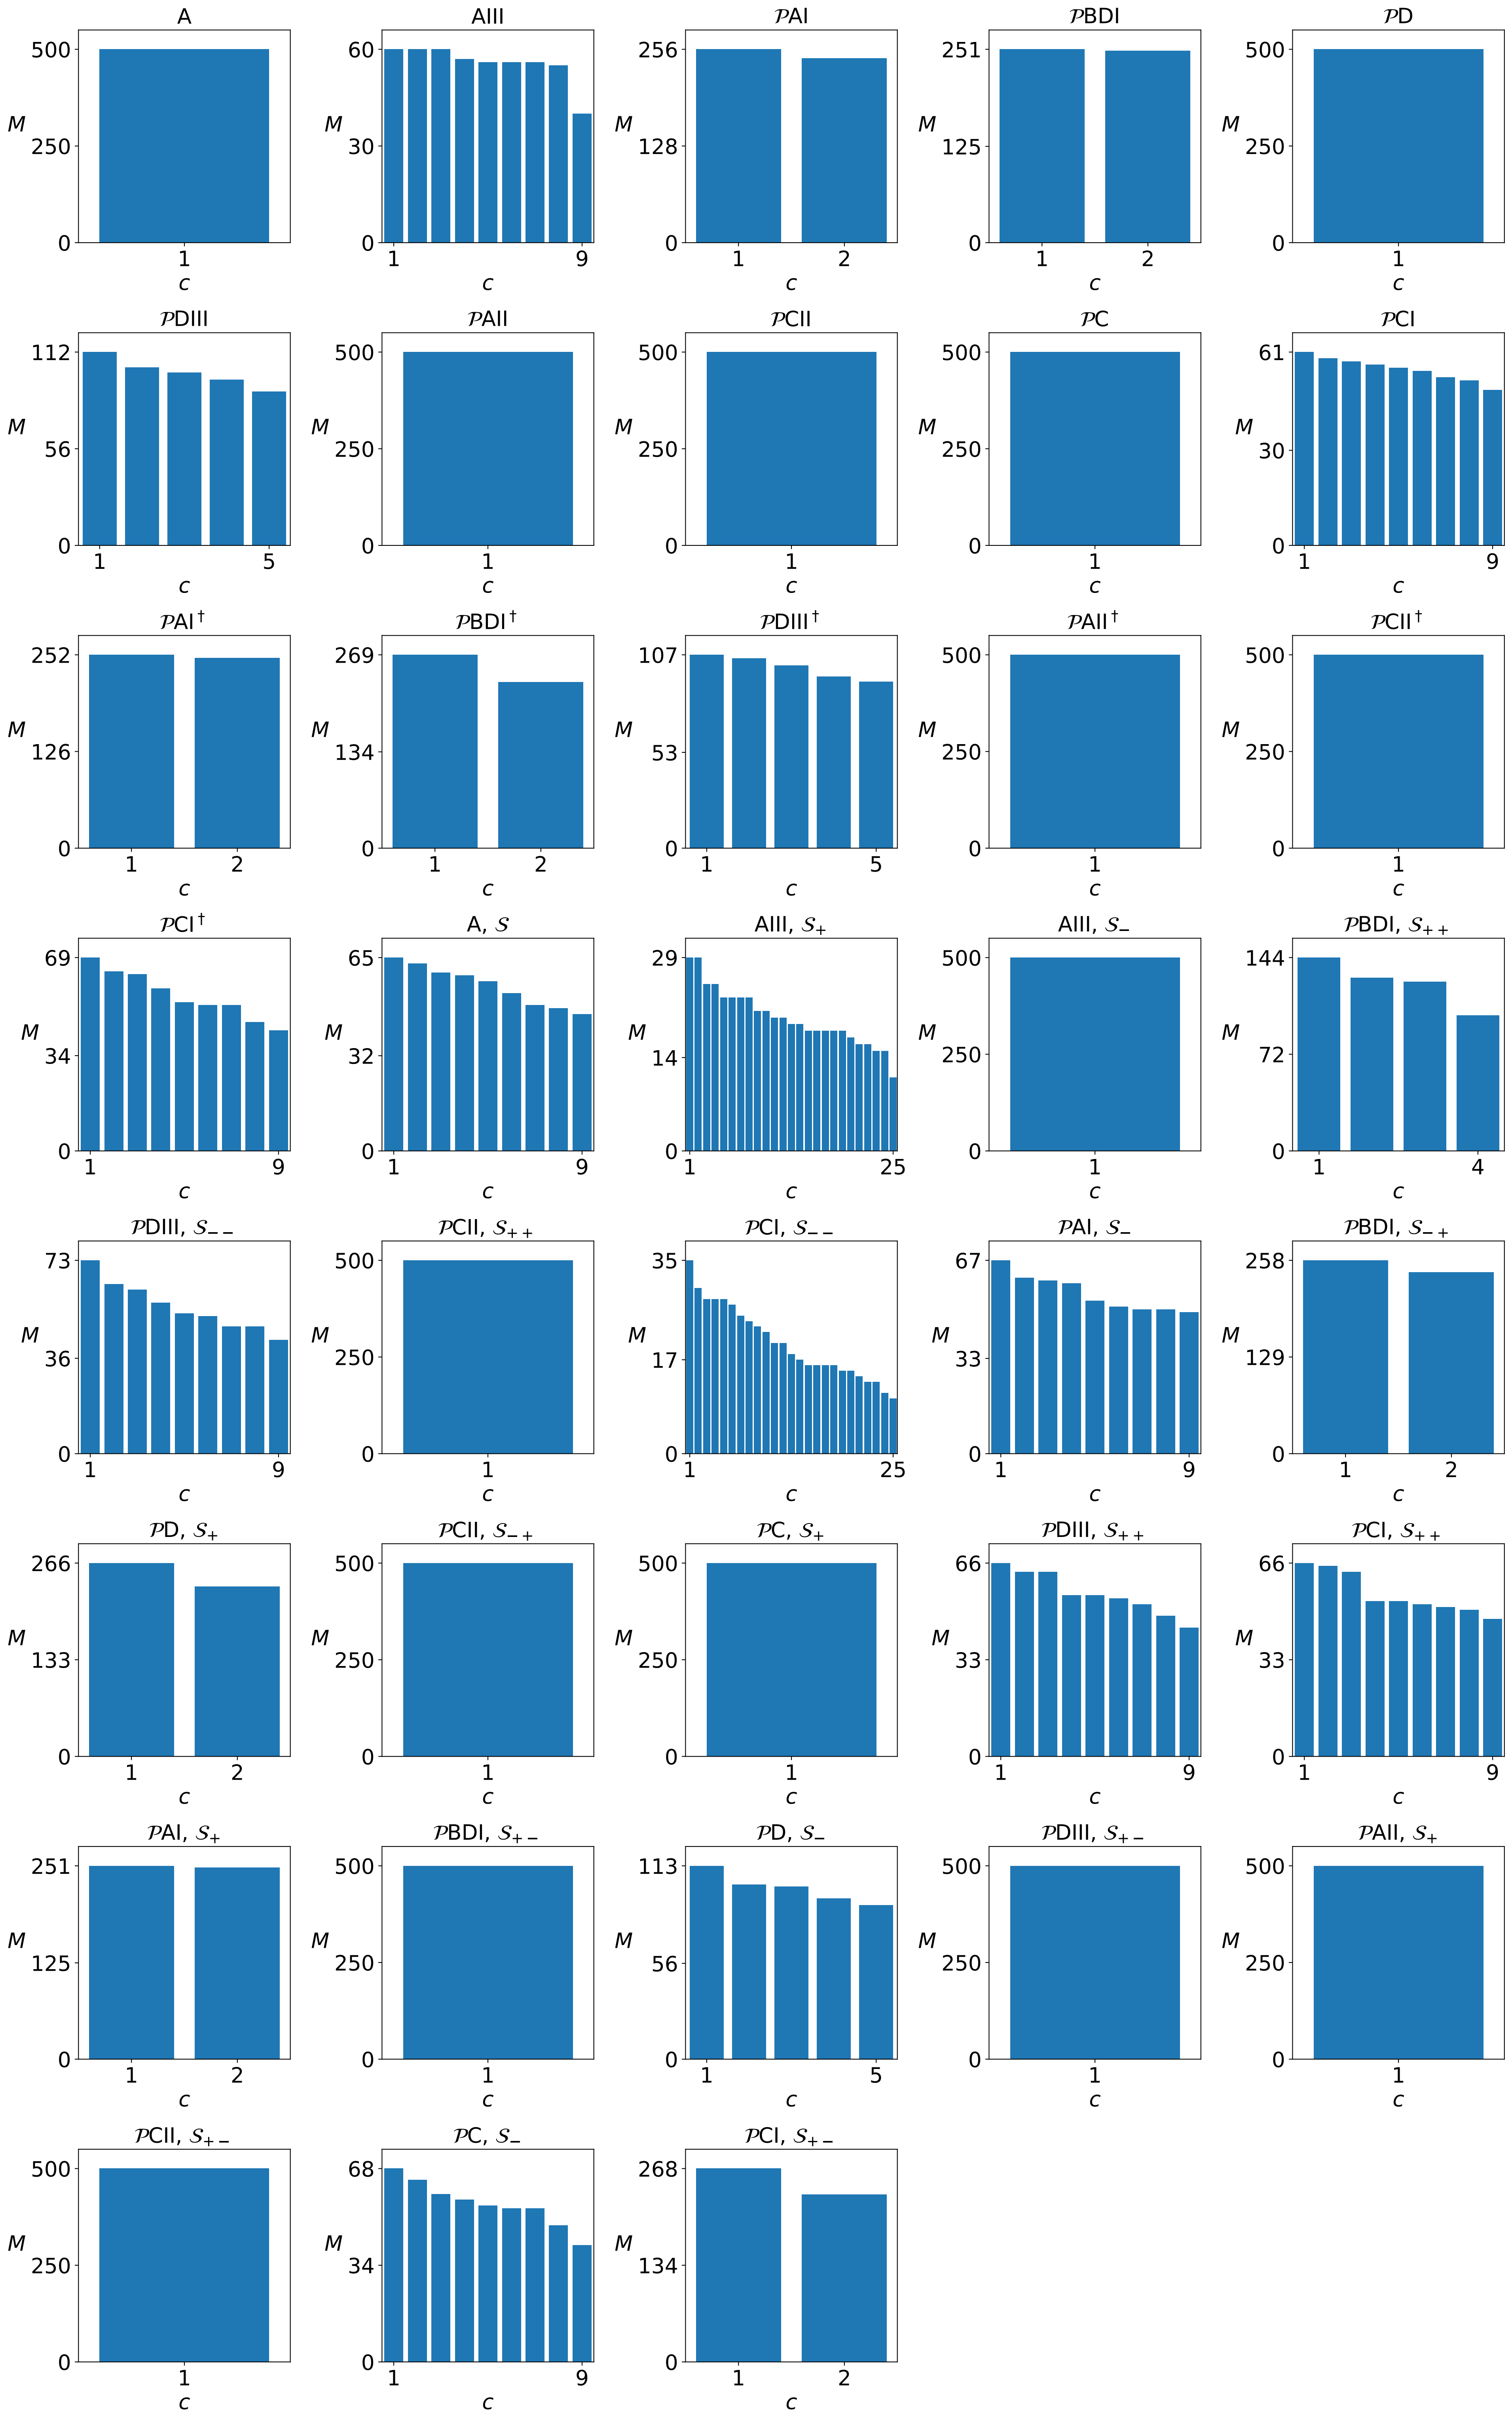 A
AIII
𝒫AI
𝒫BDI
𝒫D
500
250
0
M
1
c
60
30
0
M
1 9
c
256
128
0
M
1 2
c
251
125
0
M
1 2
c
500
250
0
M
1
c
𝒫DIII
𝒫AII
𝒫CII
𝒫C
𝒫CI
112
56
0
M
1 5
c
500
250
0
M
1
c
500
250
0
M
1
c
500
250
0
M
1
c
61
30
0
M
1 9
c
𝒫AI†
𝒫BDI†
𝒫DIII†
𝒫AII†
𝒫CII†
252
126
0
M
1 2
c
269
134
0
M
1 2
c
107
53
0
M
1 5
c
500
250
0
M
1
c
500
250
0
M
1
c
𝒫CI†
A, 𝒮
AIII, 𝒮₊
AIII, 𝒮₋
𝒫BDI, 𝒮₊₊
69
34
0
M
1 9
c
65
32
0
M
1 9
c
29
14
0
M
1 25
c
500
250
0
M
1
c
144
72
0
M
1 4
c
𝒫DIII, 𝒮₋₋
𝒫CII, 𝒮₊₊
𝒫CI, 𝒮₋₋
𝒫AI, 𝒮₋
𝒫BDI, 𝒮₋₊
73
36
0
M
1 9
c
500
250
0
M
1
c
35
17
0
M
1 25
c
67
33
0
M
1 9
c
258
129
0
M
1 2
c
𝒫D, 𝒮₊
𝒫CII, 𝒮₋₊
𝒫C, 𝒮₊
𝒫DIII, 𝒮₊₊
𝒫CI, 𝒮₊₊
266
133
0
M
1 2
c
500
250
0
M
1
c
500
250
0
M
1
c
66
33
0
M
1 9
c
66
33
0
M
1 9
c
𝒫AI, 𝒮₊
𝒫BDI, 𝒮₊₋
𝒫D, 𝒮₋
𝒫DIII, 𝒮₊₋
𝒫AII, 𝒮₊
251
125
0
M
1 2
c
500
250
0
M
1
c
113
56
0
M
1 5
c
500
250
0
M
1
c
500
250
0
M
1
c
𝒫CII, 𝒮₊₋
𝒫C, 𝒮₋
𝒫CI, 𝒮₊₋
500
250
0
M
1
c
68
34
0
M
1 9
c
268
134
0
M
1 2
c